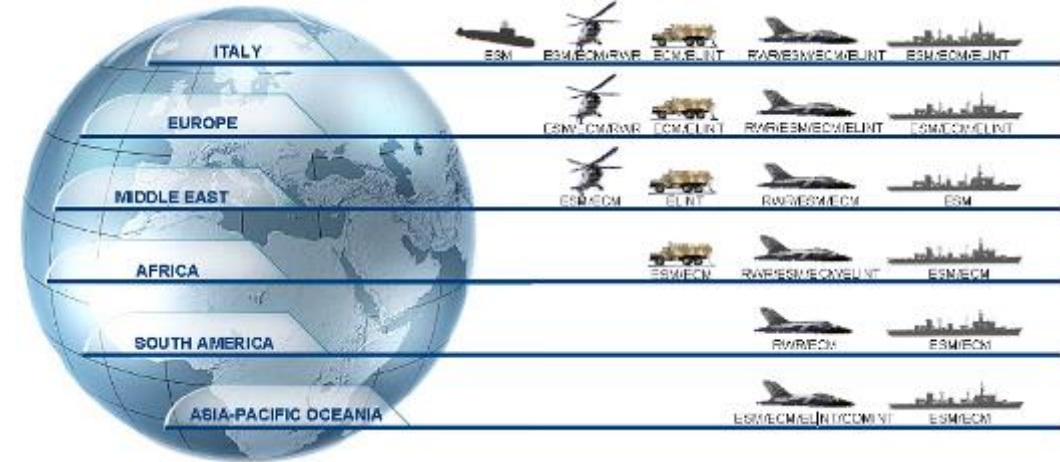 ITALY ESM ESM/ECM/RWR ECM/ELINT RWR/ESM/ECM/ELINT ESM/ECM/ELINT
EUROPE ESM/ECM/RWR ECM/ELINT RWR/ESM/ECM/ELINT ESM/ECM/ELINT
MIDDLE EAST ESM/ECM ELINT RWR/ESM/ECM ESM
AFRICA ESM/ECM RWR/ESM/ECM/ELINT ESM/ECM
SOUTH AMERICA RWR/ECM ESM/ECM
ASIA-PACIFIC OCEANIA ESM/ECM/ELINT/COMINT ESM/ECM